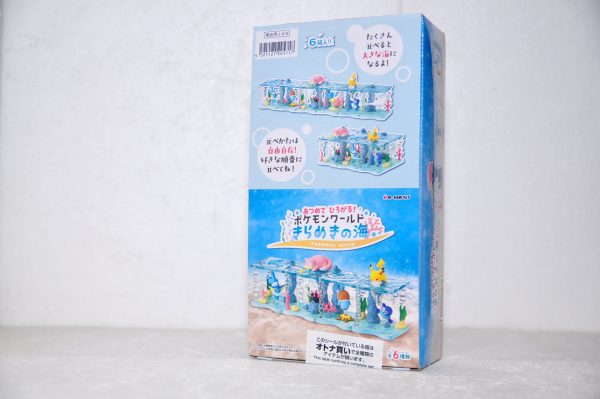 6箱入り
4521121205717
たくさん
並べると
大きな海に
なるよ!
並べかたは
自由自在!
好きな順番に
並べてね!
RE-MENT
あつめて ひろがる!
ポケモンワールド
きらめきの海
Pokémon world
このシールが付いている箱は
オトナ買いで全種類の
アイテムが揃います。
This label confirms a complete set.
全6種類